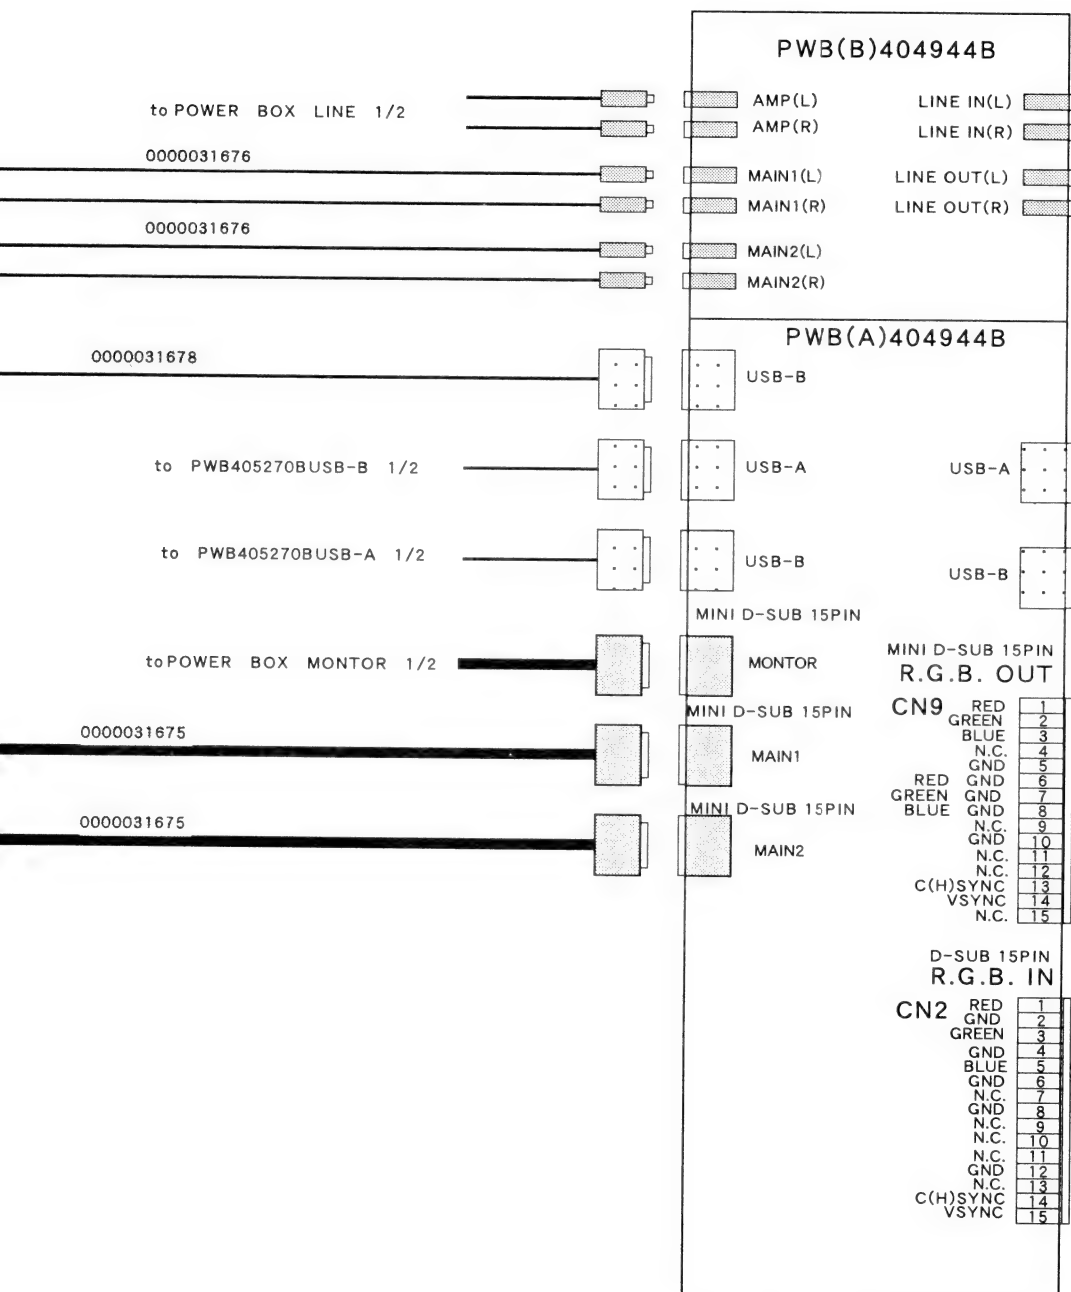 PWB(B)404944B
to POWER BOX LINE 1/2
AMP(L)
AMP(R)
LINE IN(L)
LINE IN(R)
0000031676
MAIN1(L)
MAIN1(R)
LINE OUT(L)
LINE OUT(R)
0000031676
MAIN2(L)
MAIN2(R)
PWB(A)404944B
0000031678
USB-B
to PWB405270BUSB-B 1/2
USB-A
USB-A
to PWB405270BUSB-A 1/2
USB-B
USB-B
MINI D-SUB 15PIN
to POWER BOX MONTOR 1/2
MONTOR
MINI D-SUB 15PIN
R.G.B. OUT
MINI D-SUB 15PIN
0000031675
MAIN1
MINI D-SUB 15PIN
0000031675
MAIN2
CN9
RED 1
GREEN 2
BLUE 3
N.C. 4
GND 5
RED GND 6
GREEN GND 7
BLUE GND 8
N.C. 9
GND 10
N.C. 11
N.C. 12
C(H)SYNC 13
VSYNC 14
N.C. 15
D-SUB 15PIN
R.G.B. IN
CN2
RED 1
GND 2
GREEN 3
GND 4
BLUE 5
GND 6
N.C. 7
GND 8
N.C. 9
N.C. 10
N.C. 11
GND 12
N.C. 13
C(H)SYNC 14
VSYNC 15